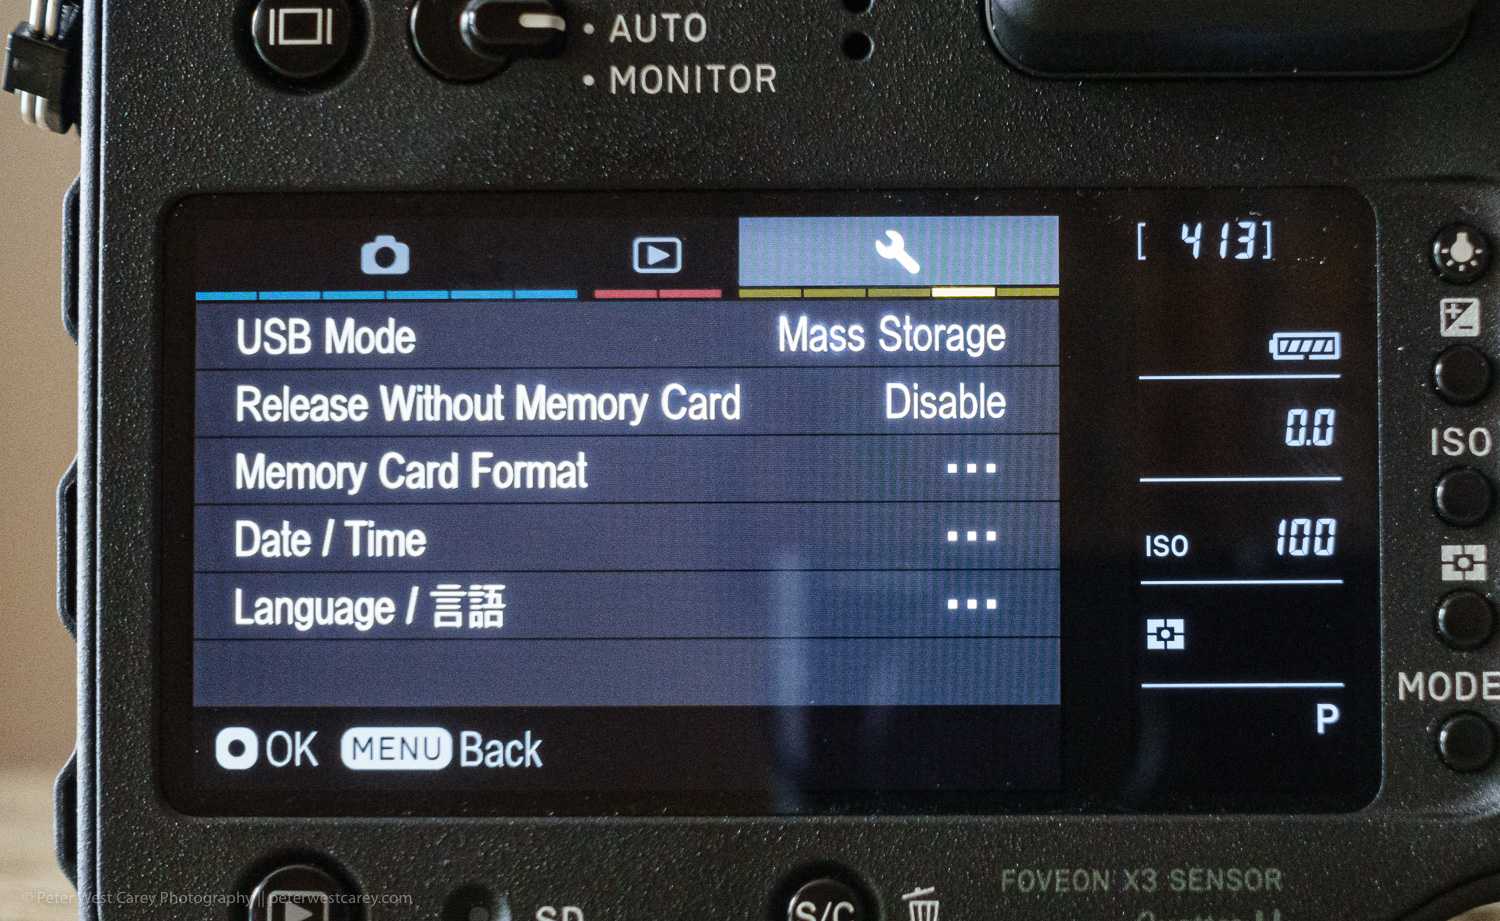 AUTO
MONITOR
[ 413]
USB Mode Mass Storage
Release Without Memory Card Disable
0.0
ISO
Memory Card Format ...
Date / Time ...
ISO 100
Language / 言語 ...
MODE
P
OK MENU Back
FOVEON X3 SENSOR
© Peter West Carey Photography || peterwestcarey.com
SD
S/C